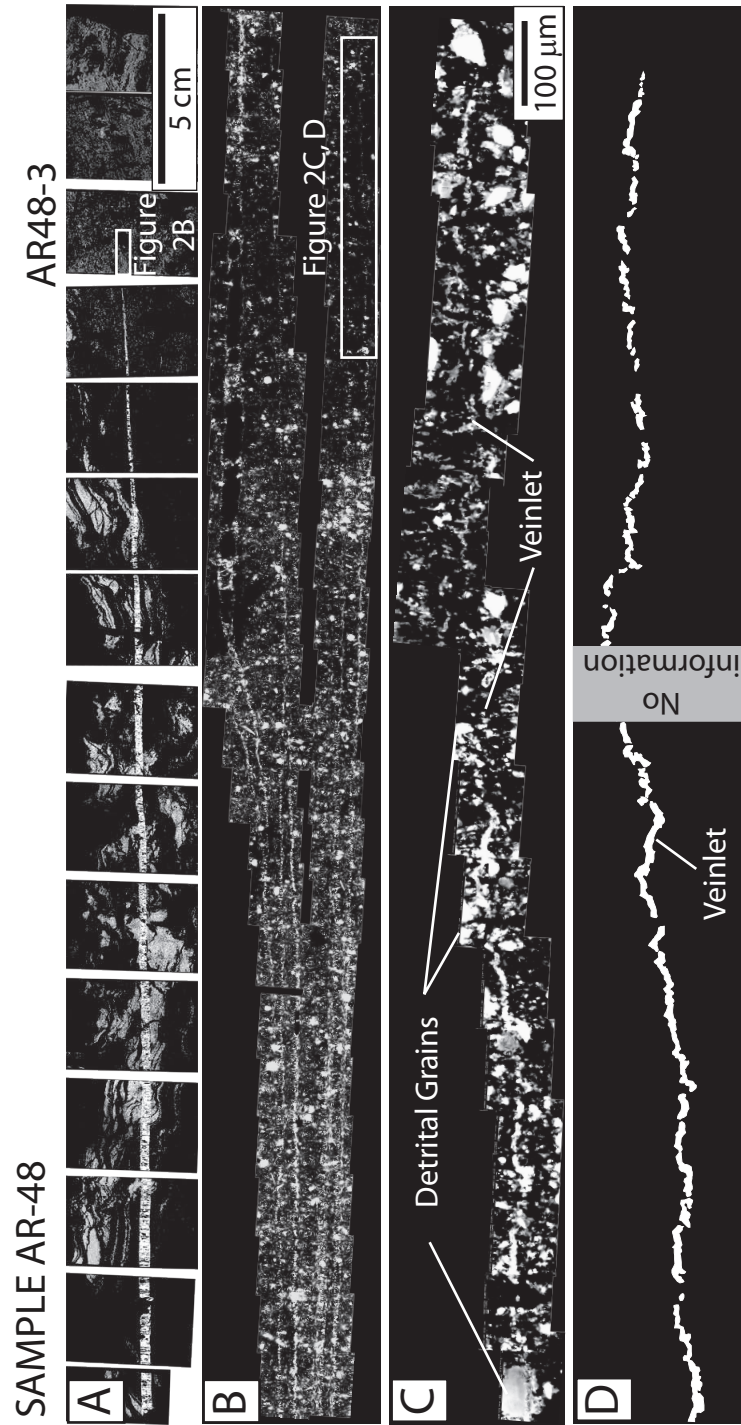 SAMPLE AR-48
AR48-3
A
Figure
2B
5 cm
B
Figure 2C, D
C
Detrital Grains
Veinlet
100 µm
D
Veinlet
No
information